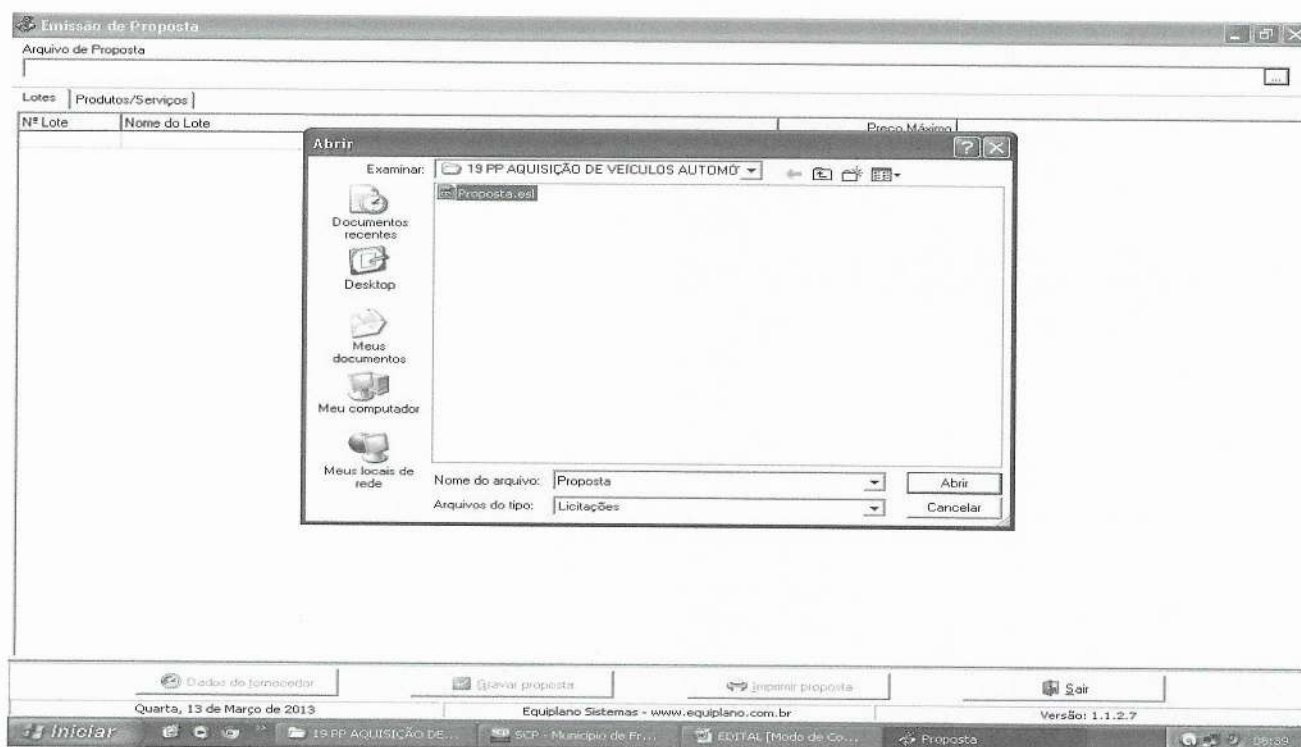 Emissão de Proposta
Arquivo de Proposta
...
Lotes Produtos/Serviços
Nº Lote Nome do Lote Preço Máximo
Abrir
Examinar: 19 PP AQUISIÇÃO DE VEÍCULOS AUTOMÓ
Proposta.esl
Documentos
recentes
Desktop
Meus
documentos
Meu computador
Meus locais de
rede
Nome do arquivo: Proposta Abrir
Arquivos do tipo: Licitações Cancelar
Dados do fornecedor Gravar proposta Imprimir proposta Sair
Quarta, 13 de Março de 2013 Equiplano Sistemas - www.equiplano.com.br Versão: 1.1.2.7
Iniciar 19 PP AQUISIÇÃO DE... SCP - Município de Fr... EDITAL [Modo de Co... Proposta 08:39